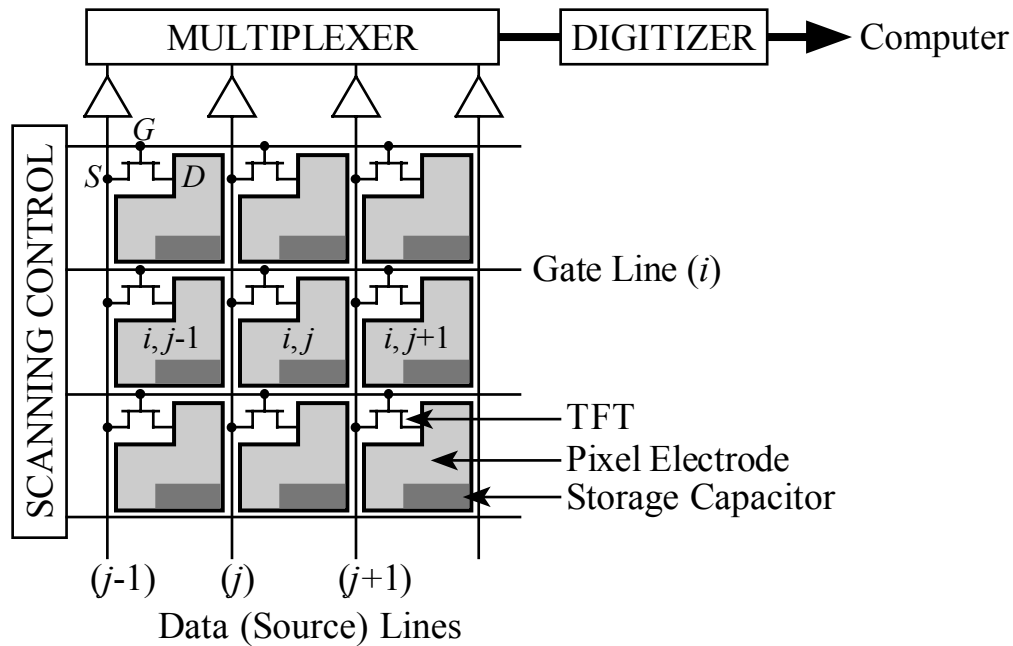 MULTIPLEXER
DIGITIZER
Computer
SCANNING CONTROL
G
S
D
Gate Line (i)
i, j-1
i, j
i, j+1
TFT
Pixel Electrode
Storage Capacitor
(j-1)
(j)
(j+1)
Data (Source) Lines